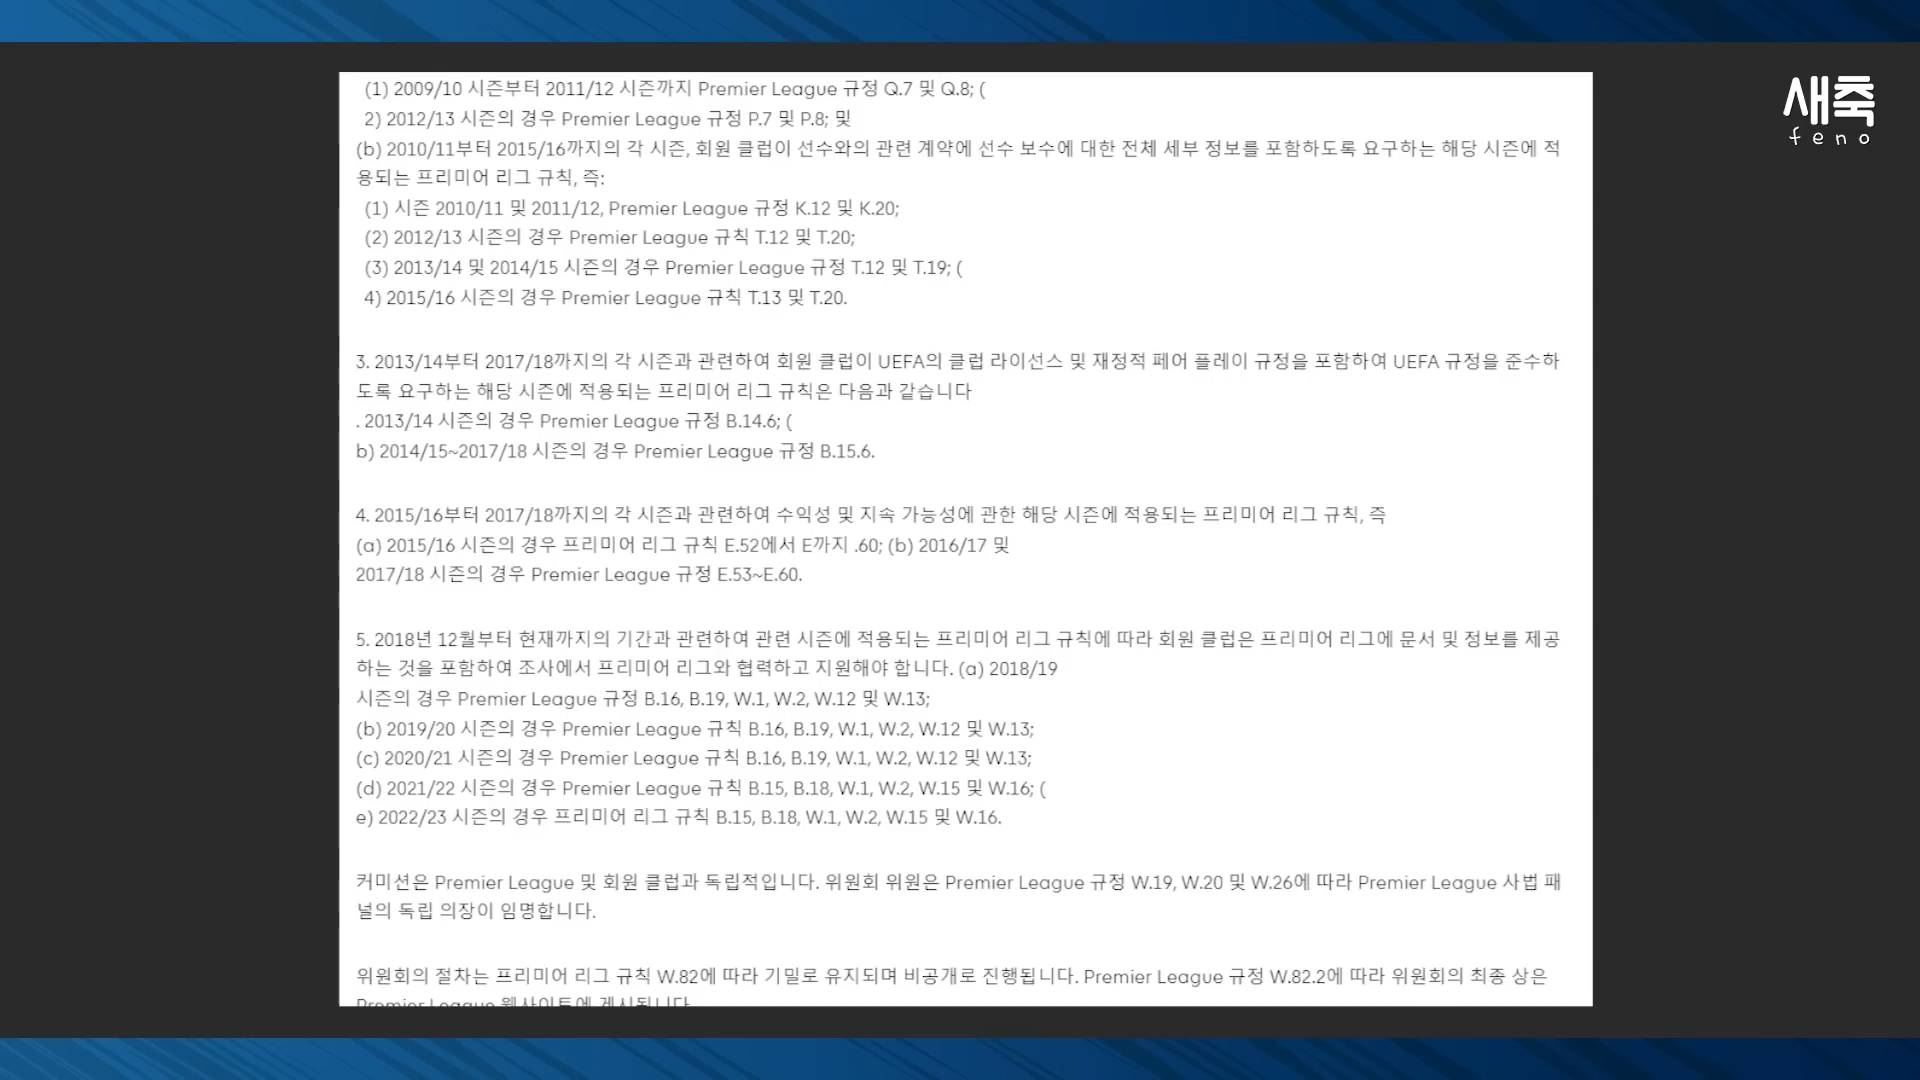 (1) 2009/10 시즌부터 2011/12 시즌까지 Premier League 규정 Q.7 및 Q.8; (
2) 2012/13 시즌의 경우 Premier League 규정 P.7 및 P.8; 및
(b) 2010/11부터 2015/16까지의 각 시즌, 회원 클럽이 선수와의 관련 계약에 선수 보수에 대한 전체 세부 정보를 포함하도록 요구하는 해당 시즌에 적
용되는 프리미어 리그 규칙, 즉:
(1) 시즌 2010/11 및 2011/12, Premier League 규정 K.12 및 K.20;
(2) 2012/13 시즌의 경우 Premier League 규칙 T.12 및 T.20;
(3) 2013/14 및 2014/15 시즌의 경우 Premier League 규정 T.12 및 T.19; (
4) 2015/16 시즌의 경우 Premier League 규칙 T.13 및 T.20.
3. 2013/14부터 2017/18까지의 각 시즌과 관련하여 회원 클럽이 UEFA의 클럽 라이선스 및 재정적 페어 플레이 규정을 포함하여 UEFA 규정을 준수하
도록 요구하는 해당 시즌에 적용되는 프리미어 리그 규칙은 다음과 같습니다
. 2013/14 시즌의 경우 Premier League 규정 B.14.6; (
b) 2014/15~2017/18 시즌의 경우 Premier League 규정 B.15.6.
4. 2015/16부터 2017/18까지의 각 시즌과 관련하여 수익성 및 지속 가능성에 관한 해당 시즌에 적용되는 프리미어 리그 규칙, 즉
(a) 2015/16 시즌의 경우 프리미어 리그 규칙 E.52에서 E까지 .60; (b) 2016/17 및
2017/18 시즌의 경우 Premier League 규정 E.53~E.60.
5. 2018년 12월부터 현재까지의 기간과 관련하여 관련 시즌에 적용되는 프리미어 리그 규칙에 따라 회원 클럽은 프리미어 리그에 문서 및 정보를 제공
하는 것을 포함하여 조사에서 프리미어 리그와 협력하고 지원해야 합니다. (a) 2018/19
시즌의 경우 Premier League 규정 B.16, B.19, W.1, W.2, W.12 및 W.13;
(b) 2019/20 시즌의 경우 Premier League 규칙 B.16, B.19, W.1, W.2, W.12 및 W.13;
(c) 2020/21 시즌의 경우 Premier League 규칙 B.16, B.19, W.1, W.2, W.12 및 W.13;
(d) 2021/22 시즌의 경우 Premier League 규칙 B.15, B.18, W.1, W.2, W.15 및 W.16; (
e) 2022/23 시즌의 경우 프리미어 리그 규칙 B.15, B.18, W.1, W.2, W.15 및 W.16.
커미션은 Premier League 및 회원 클럽과 독립적입니다. 위원회 위원은 Premier League 규정 W.19, W.20 및 W.26에 따라 Premier League 사법 패
널의 독립 의장이 임명합니다.
위원회의 절차는 프리미어 리그 규칙 W.82에 따라 기밀로 유지되며 비공개로 진행됩니다. Premier League 규정 W.82.2에 따라 위원회의 최종 상은
Premier League 웹사이트에 게시됩니다
새축
feno